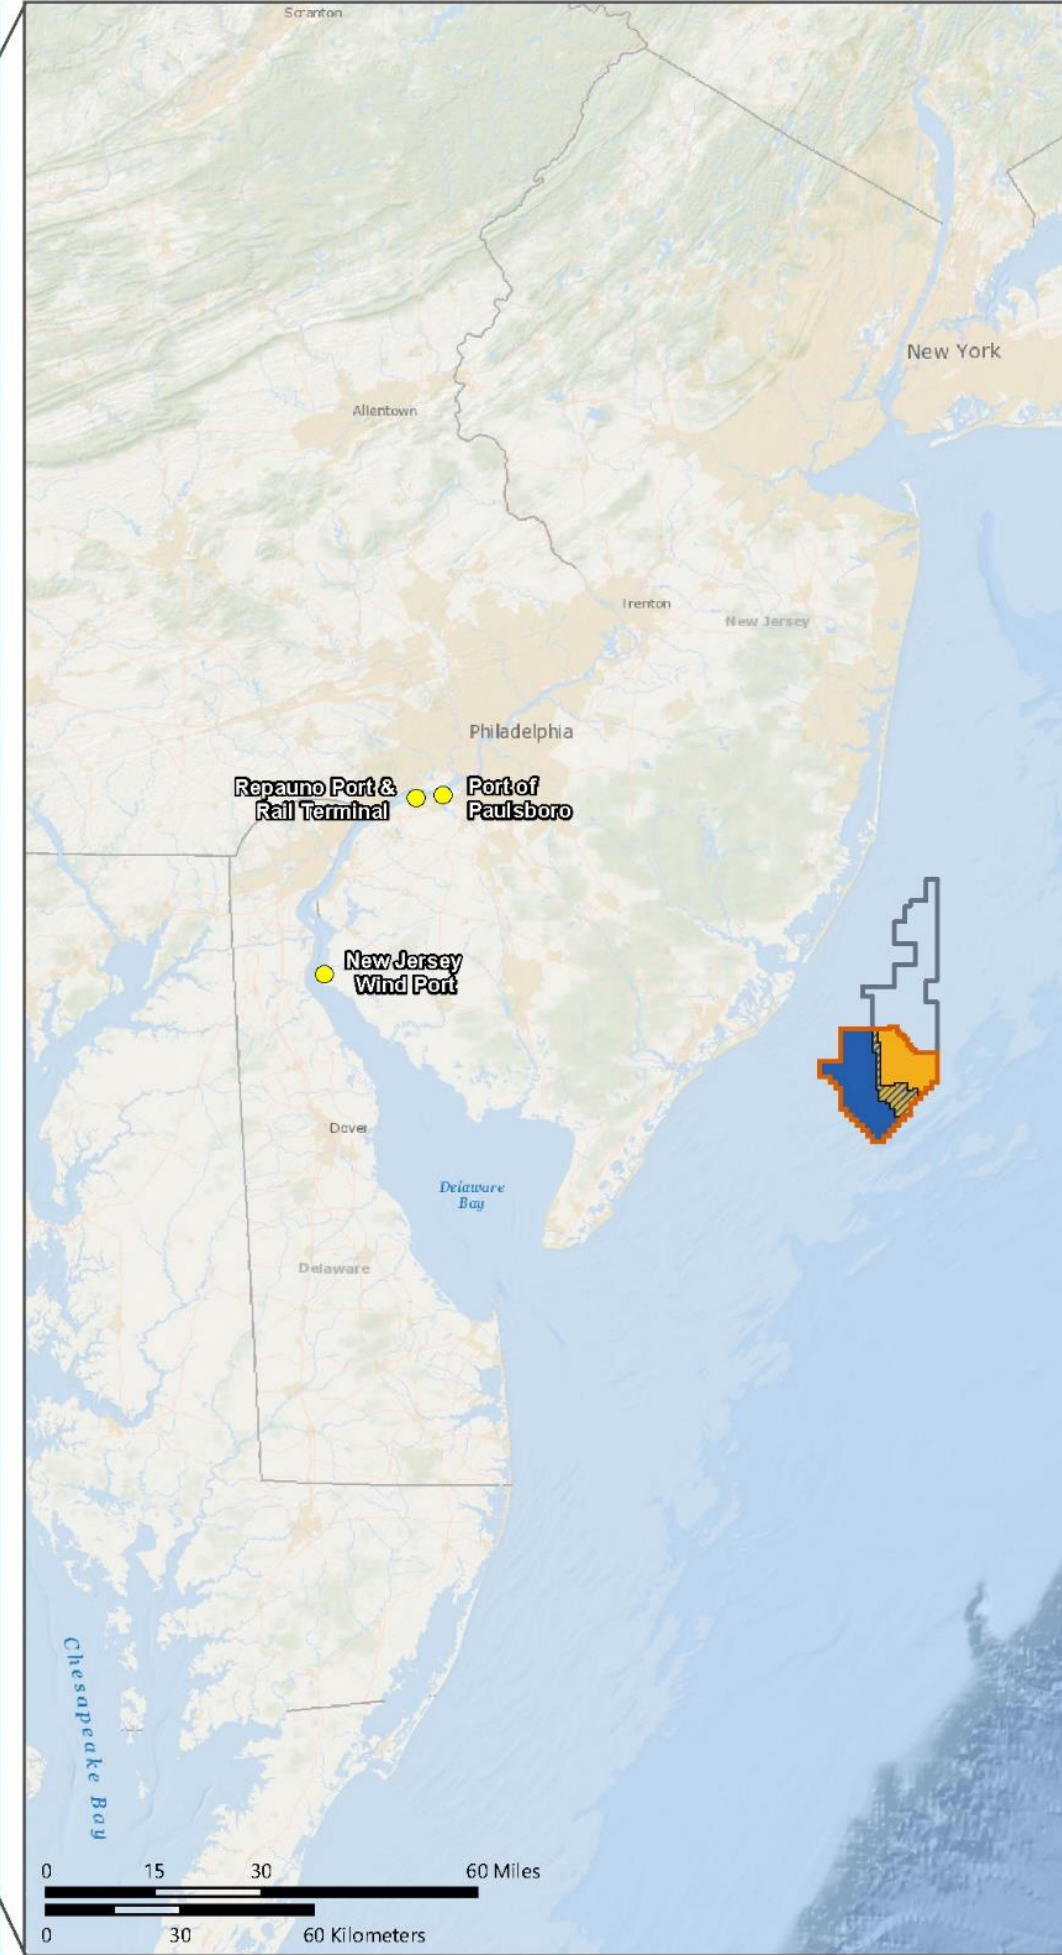 Scranton
New York
Allentown
Trenton
New Jersey
Philadelphia
Repauno Port &
Rail Terminal
Port of
Paulsboro
New Jersey
Wind Port
Dover
Delaware
Bay
Delaware
Chesapeake Bay
0 15 30 60 Miles
0 30 60 Kilometers